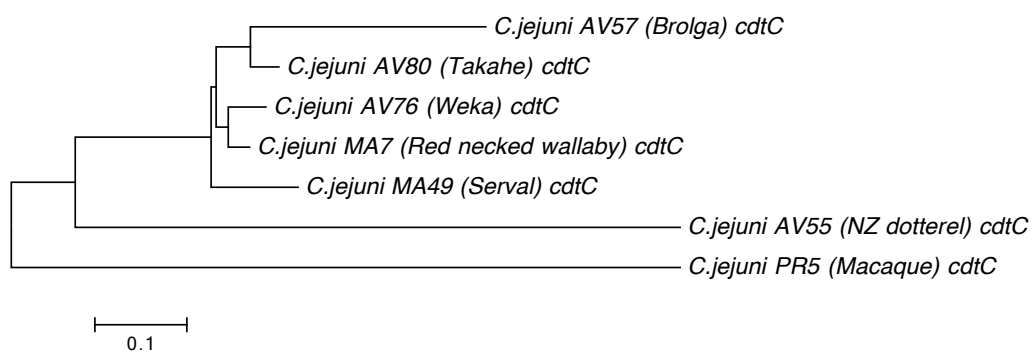 C.jejuni AV57 (Brolga) cdtC
C.jejuni AV80 (Takahe) cdtC
C.jejuni AV76 (Weka) cdtC
C.jejuni MA7 (Red necked wallaby) cdtC
C.jejuni MA49 (Serval) cdtC
C.jejuni AV55 (NZ dotterel) cdtC
C.jejuni PR5 (Macaque) cdtC
0.1